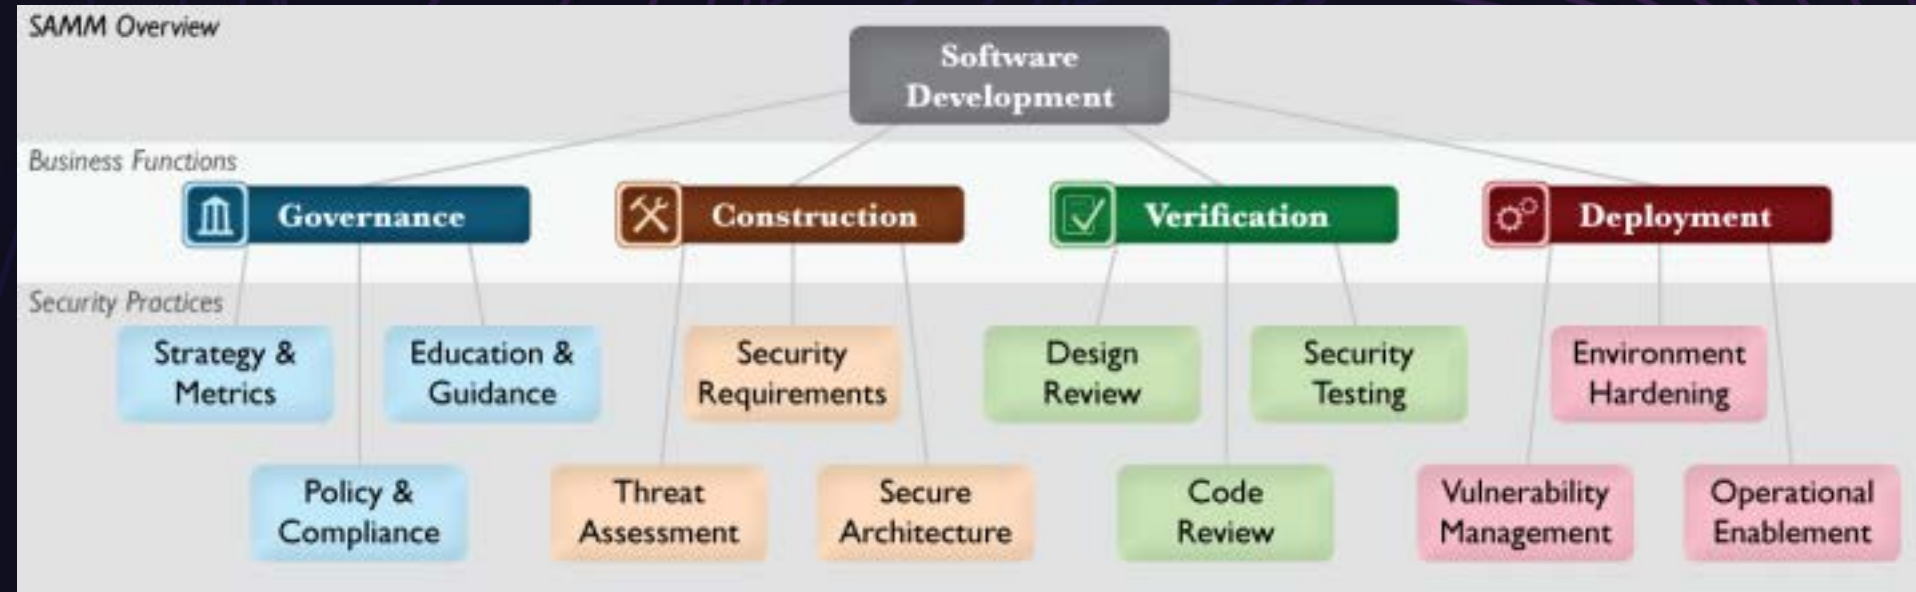 SAMM Overview
Software
Development
Business Functions
Governance
Construction
Verification
Deployment
Security Practices
Strategy &
Metrics
Education &
Guidance
Security
Requirements
Design
Review
Security
Testing
Environment
Hardening
Policy &
Compliance
Threat
Assessment
Secure
Architecture
Code
Review
Vulnerability
Management
Operational
Enablement